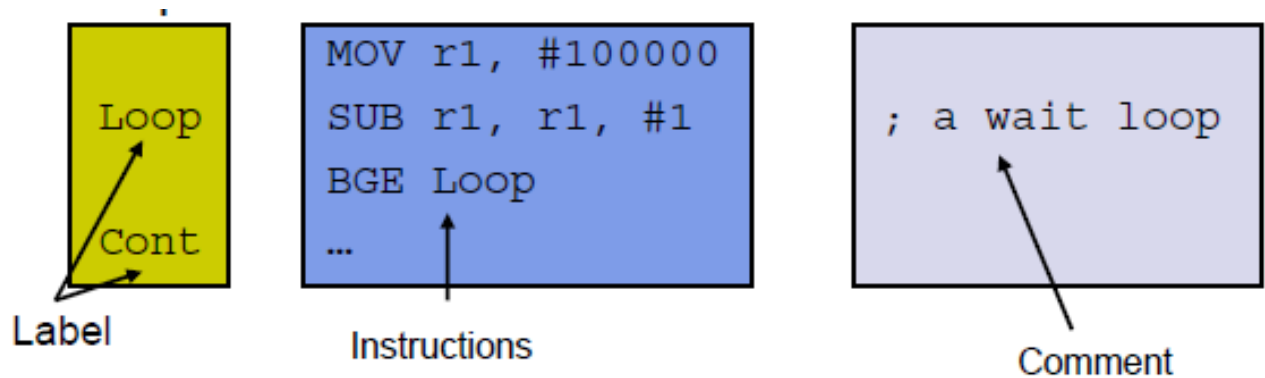 MOV r1, #100000
Loop SUB r1, r1, #1 ; a wait loop
BGE Loop
Cont …
Label
Instructions
Comment